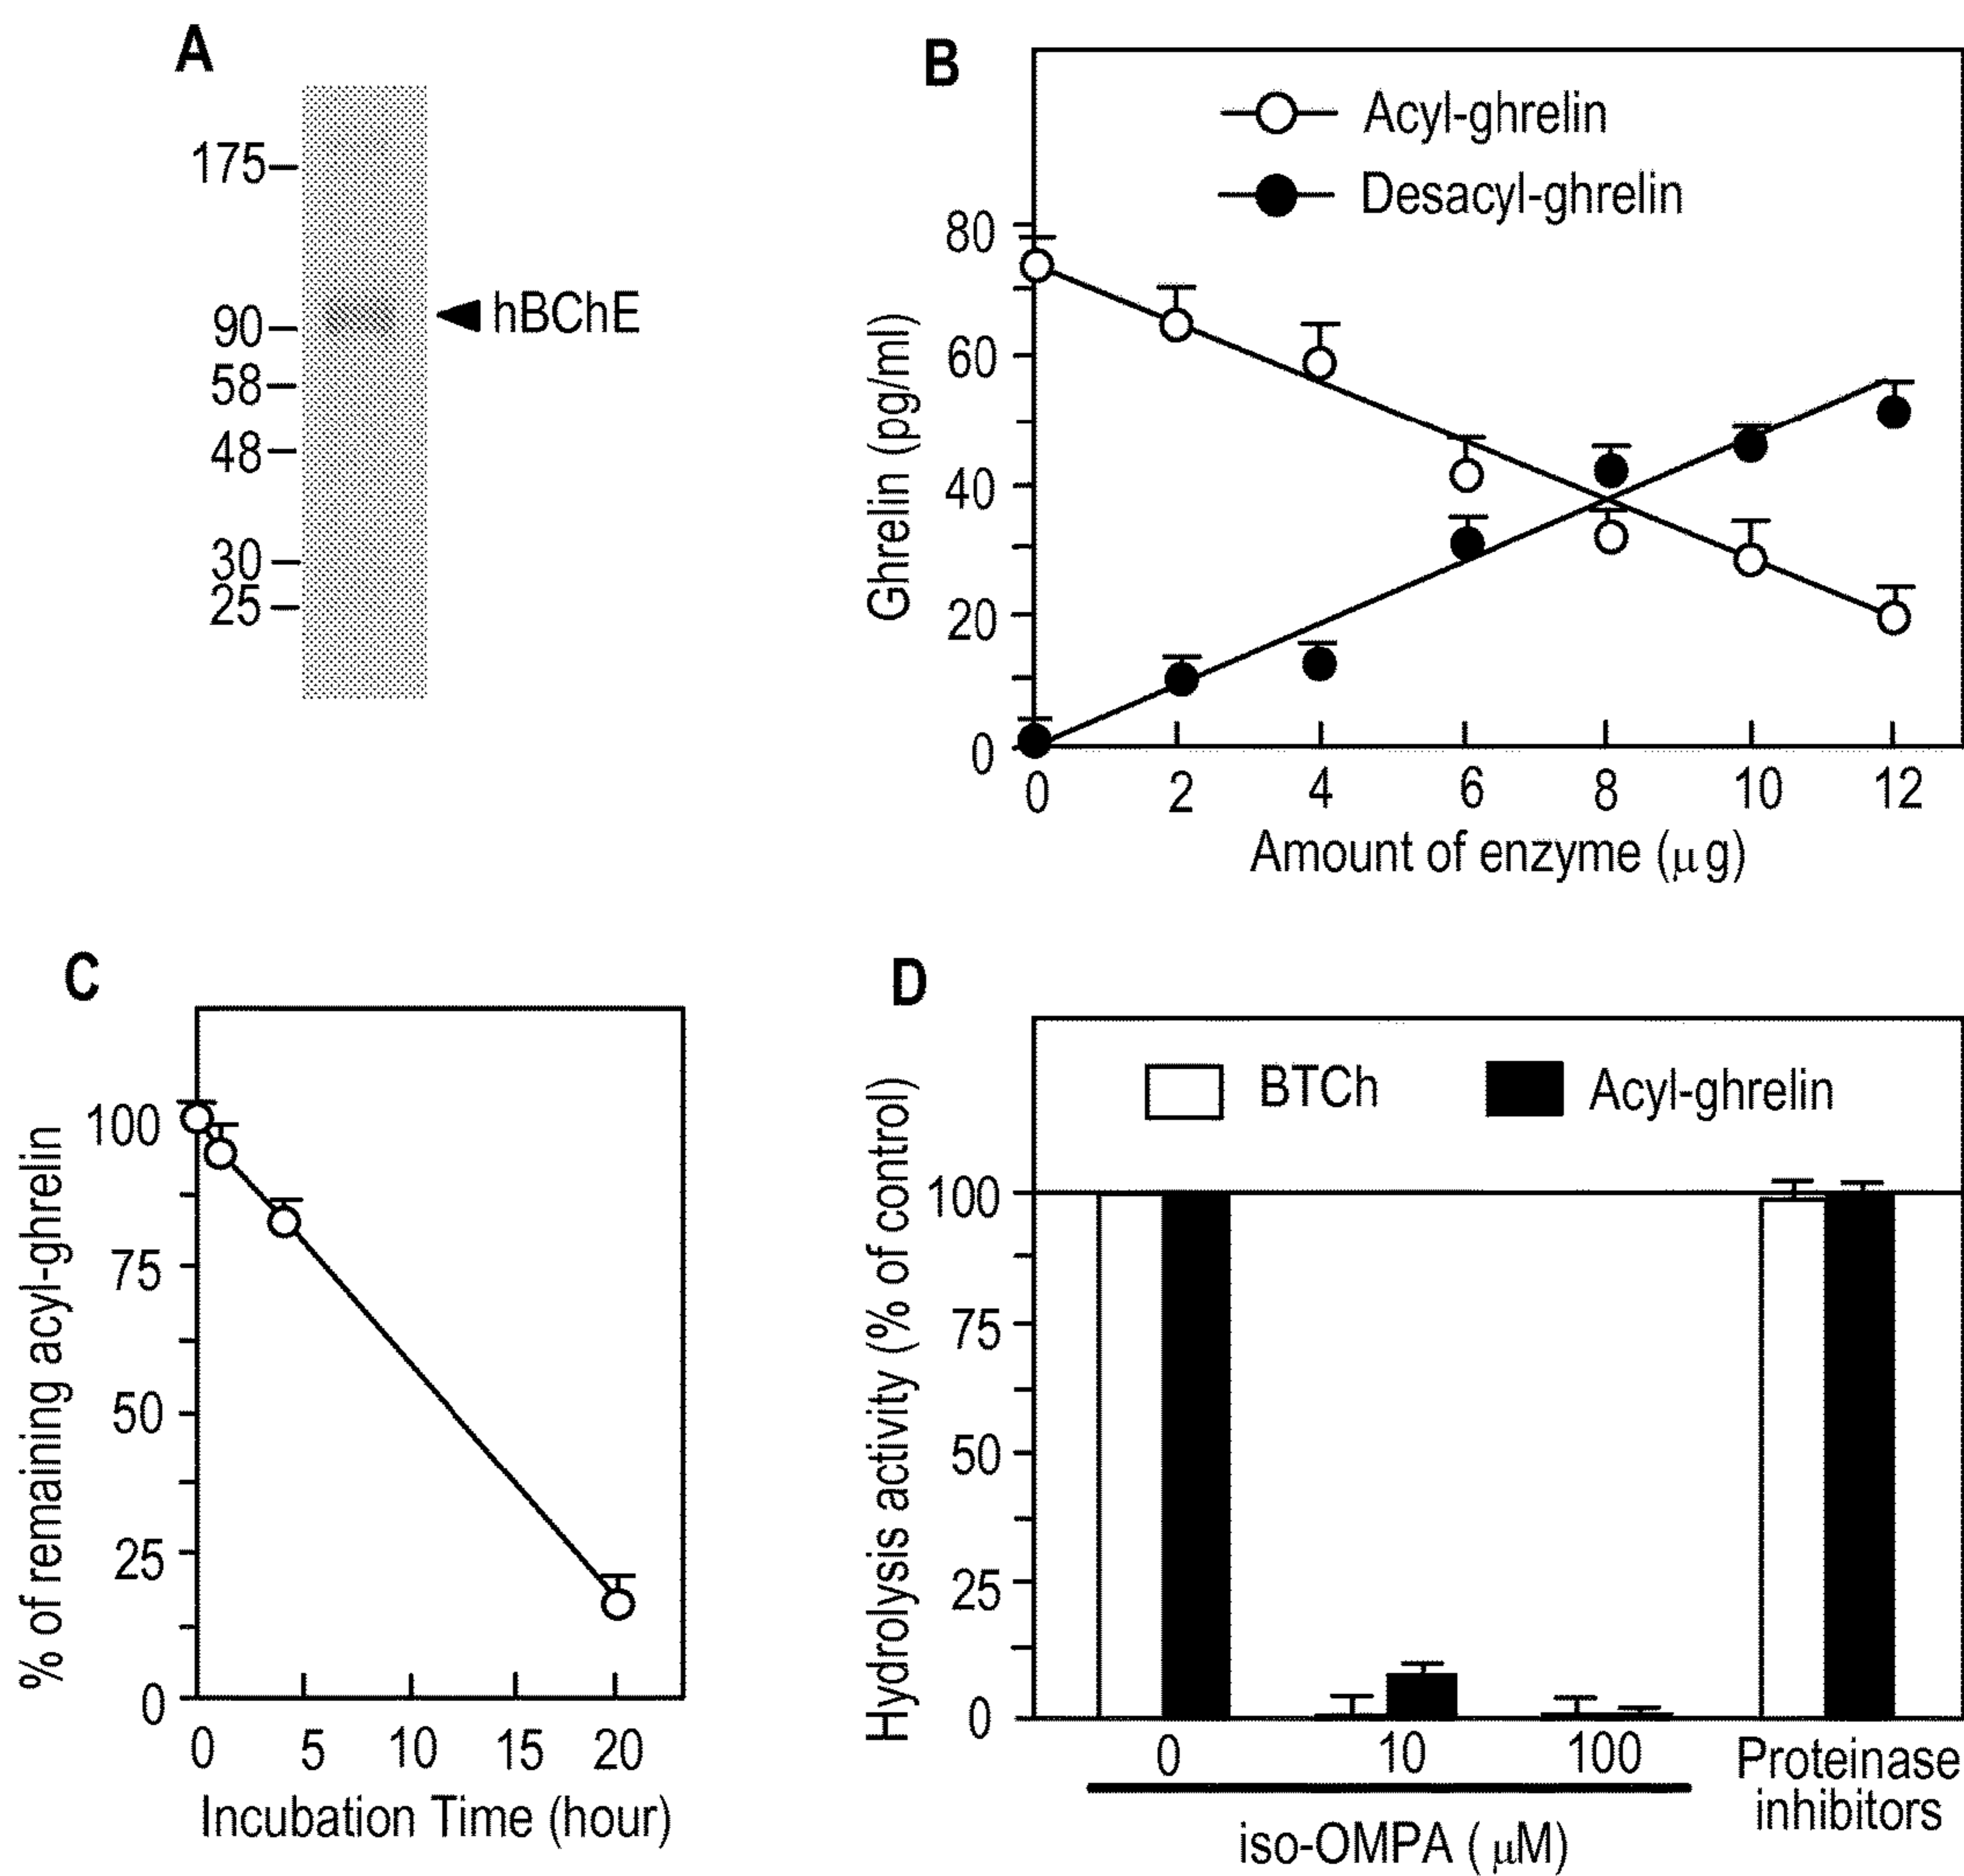 A
175
90
58
48
30
25
hBChE
B
Acyl-ghrelin
Desacyl-ghrelin
Ghrelin (pg/ml)
80
60
40
20
0
0 2 4 6 8 10 12
Amount of enzyme (μg)
C
% of remaining acyl-ghrelin
100
75
50
25
0
0 5 10 15 20
Incubation Time (hour)
D
BTCh Acyl-ghrelin
Hydrolysis activity (% of control)
100
75
50
25
0
0 10 100 Proteinase
inhibitors
iso-OMPA (μM)